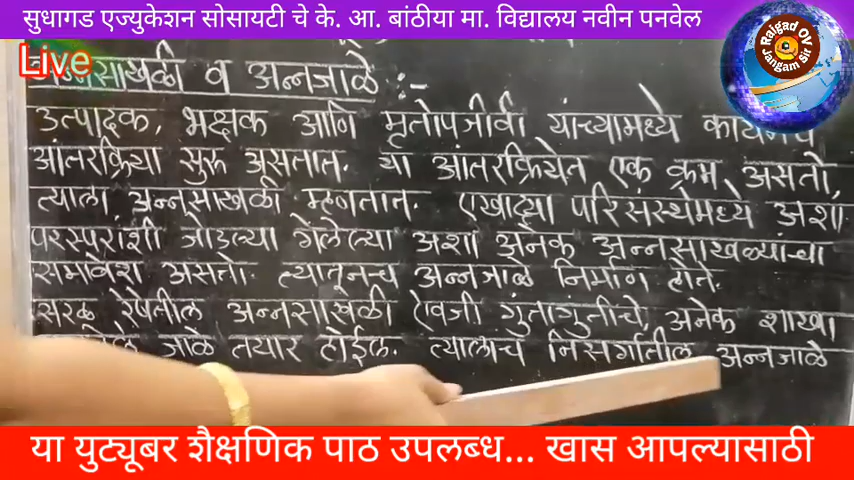 सुधागड एज्युकेशन सोसायटी चे के. आ. बांठीया मा. विद्यालय नवीन पनवेल
Raigad OV
Jangam Sir
Live
अन्नसाखळी व अन्नजाळे :-
उत्पादक, भक्षक आणि मृतोपजीवी यांच्यामध्ये कायमच
आंतरक्रिया सुरू असतात. या आंतरक्रियेत एक क्रम असतो,
त्याला अन्नसाखळी म्हणतात. एखाद्या परिसंस्थेमध्ये अशा
परस्परांशी जोडल्या गेलेल्या अशा अनेक अन्नसाखळ्यांचा
समावेश असतो. त्यातूनच अन्नजाळे निर्माण होते.
सरळ रेषेतील अन्नसाखळी ऐवजी गुंतागुंतीचे, अनेक शाखा
जाळे तयार होईल. त्यालाच निसर्गातील अन्नजाळे
या युट्यूबर शैक्षणिक पाठ उपलब्ध... खास आपल्यासाठी